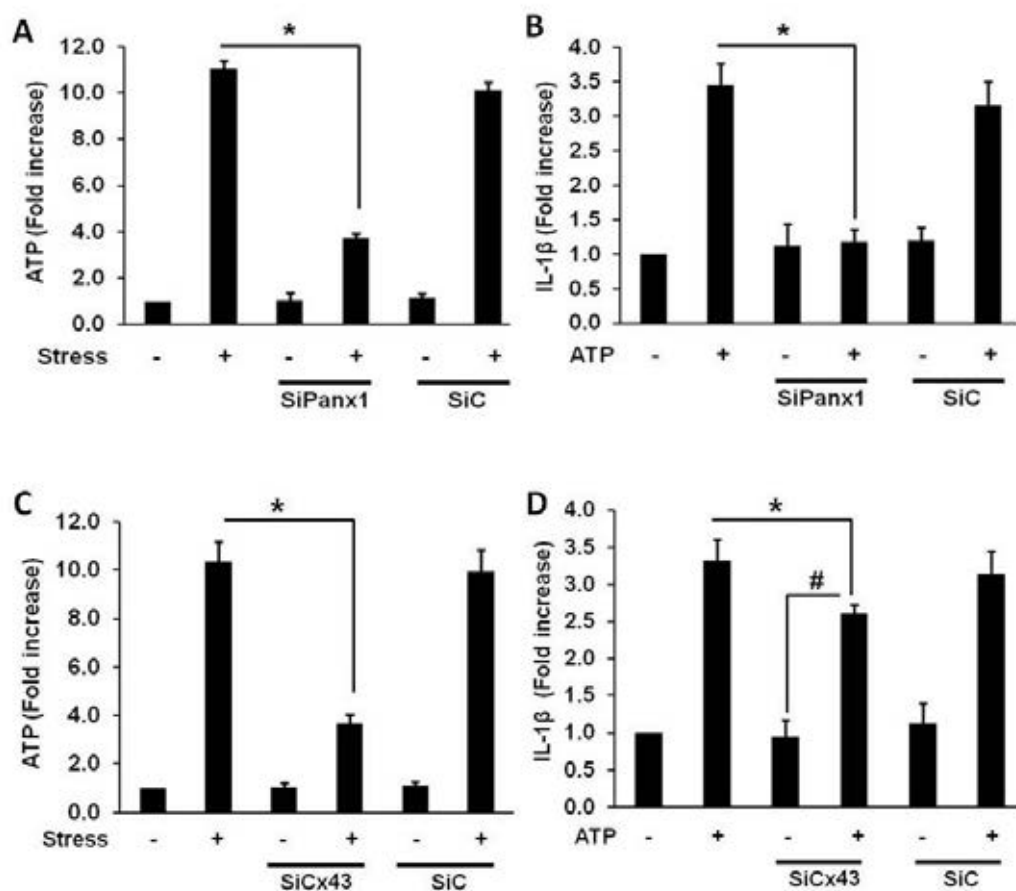 A
*
12.0
10.0
8.0
6.0
4.0
2.0
0.0
ATP (Fold increase)
Stress - + - + - +
SiPanx1 SiC
B
*
4.0
3.5
3.0
2.5
2.0
1.5
1.0
0.5
0.0
IL-1β (Fold increase)
ATP - + - + - +
SiPanx1 SiC
C
*
12.0
10.0
8.0
6.0
4.0
2.0
0.0
ATP (Fold increase)
Stress - + - + - +
SiCx43 SiC
D
*
#
4.0
3.5
3.0
2.5
2.0
1.5
1.0
0.5
0.0
IL-1β (Fold increase)
ATP - + - + - +
SiCx43 SiC